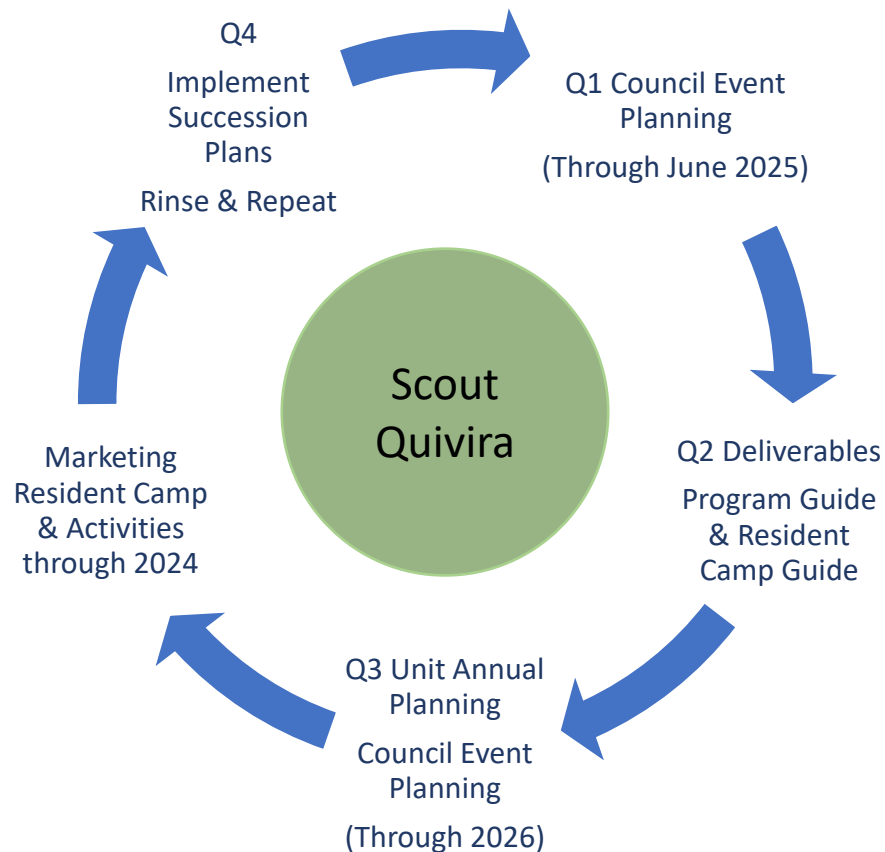 Q4
Implement
Succession
Plans
Rinse & Repeat
Q1 Council Event
Planning
(Through June 2025)
Scout
Quivira
Q2 Deliverables
Program Guide
& Resident
Camp Guide
Q3 Unit Annual
Planning
Council Event
Planning
(Through 2026)
Marketing
Resident Camp
& Activities
through 2024